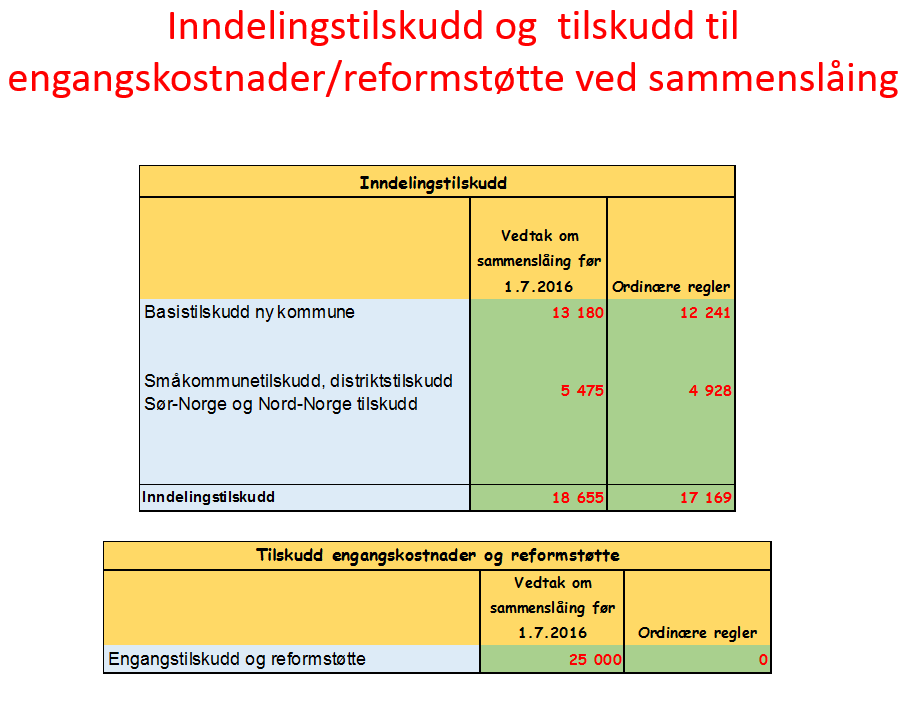 Inndelingstilskudd og tilskudd til
engangskostnader/reformstøtte ved sammenslåing
Inndelingstilskudd
Vedtak om
sammenslåing før
1.7.2016 Ordinære regler
Basistilskudd ny kommune 13 180 12 241
Småkommunetilskudd, distriktstilskudd
Sør-Norge og Nord-Norge tilskudd 5 475 4 928
Inndelingstilskudd 18 655 17 169
Tilskudd engangskostnader og reformstøtte
Vedtak om
sammenslåing før
1.7.2016 Ordinære regler
Engangstilskudd og reformstøtte 25 000 0